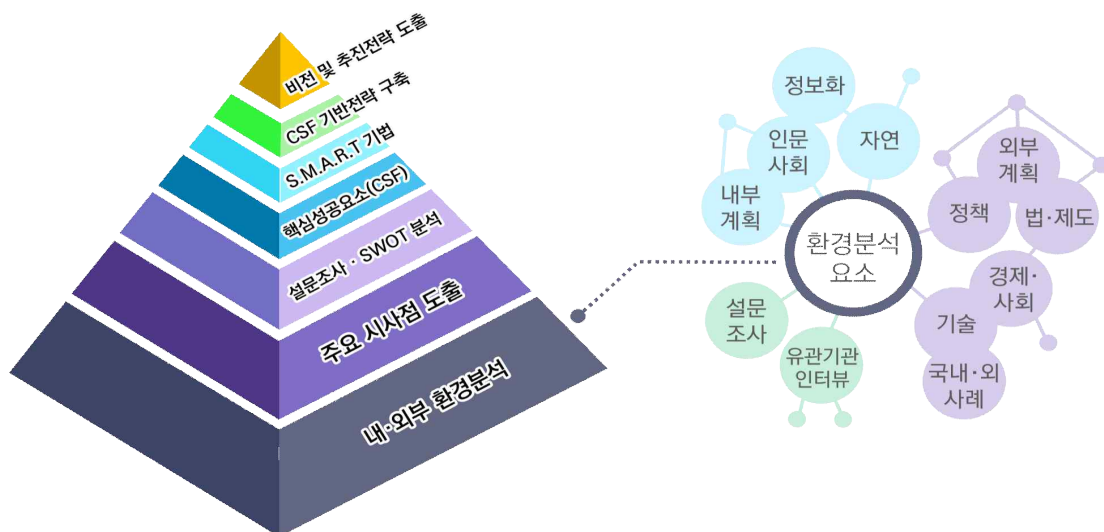 비전 및 추진전략 도출
CSF 기반전략 구축
S.M.A.R.T 기법
핵심성공요소(CSF)
설문조사·SWOT 분석
주요 시사점 도출
내·외부 환경분석
정보화
인문
사회
자연
내부
계획
환경분석
요소
외부
계획
정책
법·제도
경제·
사회
기술
국내·외
사례
설문
조사
유관기관
인터뷰